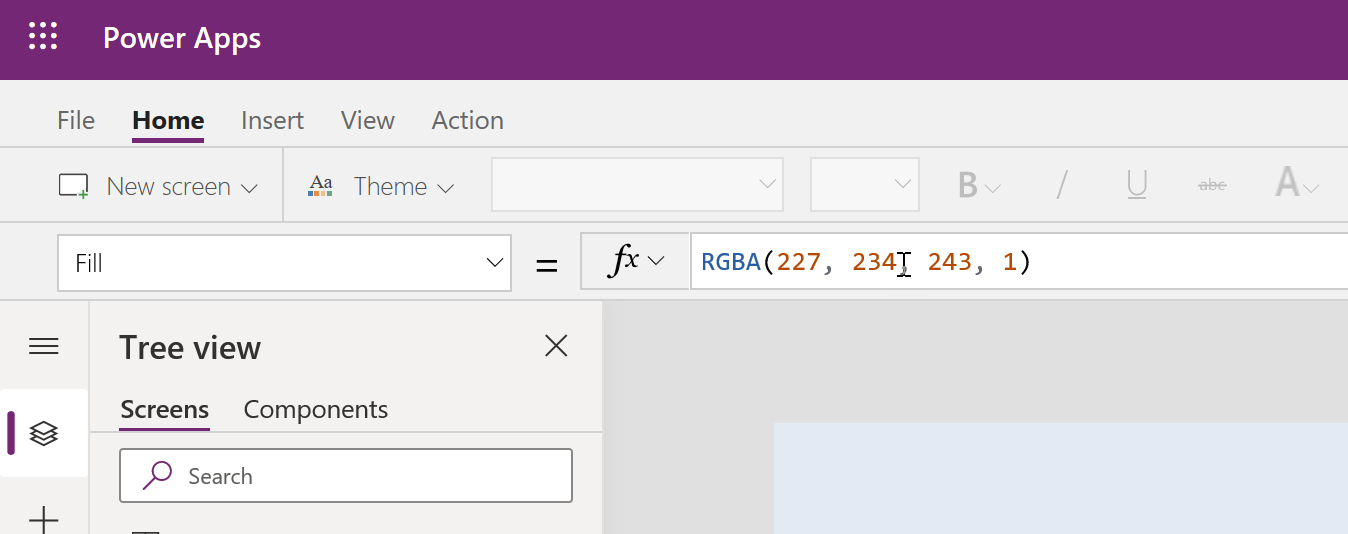 Power Apps
File Home Insert View Action
New screen Aa Theme B / U abc A
Fill = fx RGBA(227, 234, 243, 1)
Tree view
Screens Components
Search